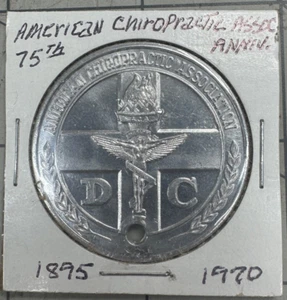 AMERICAN CHIROPRACTIC ASSOC
75TH ANNIV.
AMERICAN CHIROPRACTIC ASSOCIATION
D C
1895 — 1970